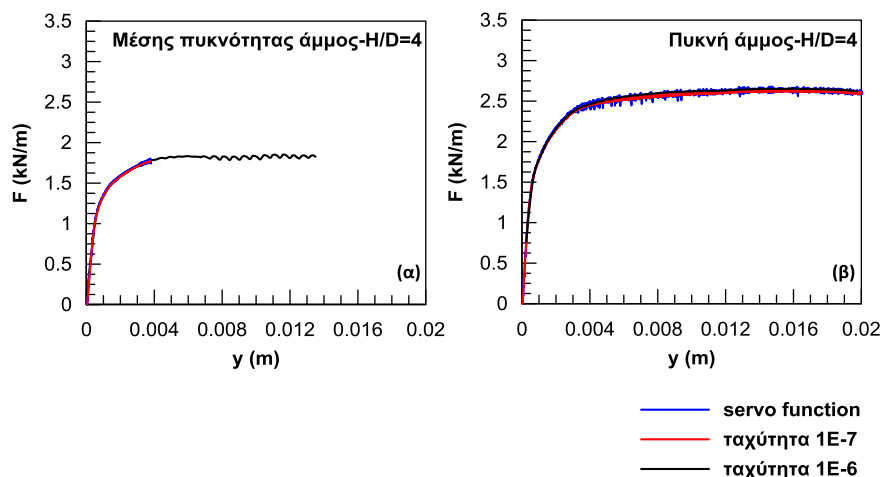 Μέσης πυκνότητας άμμος-H/D=4
3.5
3
2.5
2
1.5
1
0.5
0
F (kN/m)
(α)
0 0.004 0.008 0.012 0.016 0.02
y (m)
Πυκνή άμμος-H/D=4
3.5
3
2.5
2
1.5
1
0.5
0
F (kN/m)
(β)
0 0.004 0.008 0.012 0.016 0.02
y (m)
servo function
ταχύτητα 1E-7
ταχύτητα 1E-6